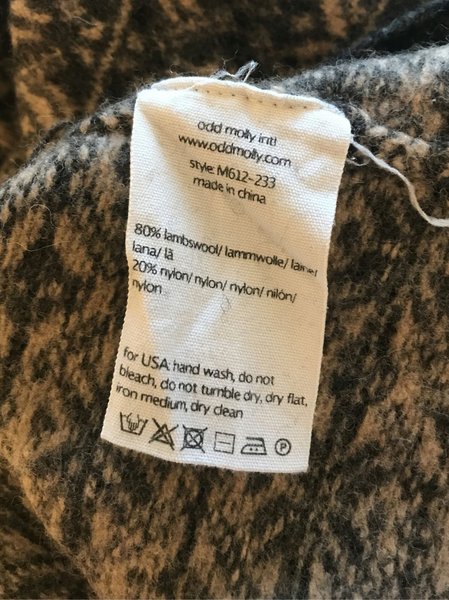 odd molly intl
www.oddmolly.com
style: M612-233
made in china
80% lambswool/ lammwolle/ laine/
lana/ lã
20% nylon/ nylon/ nylon/ nilón/
nylon
for USA: hand wash, do not
bleach, do not tumble dry, dry flat,
iron medium, dry clean
P